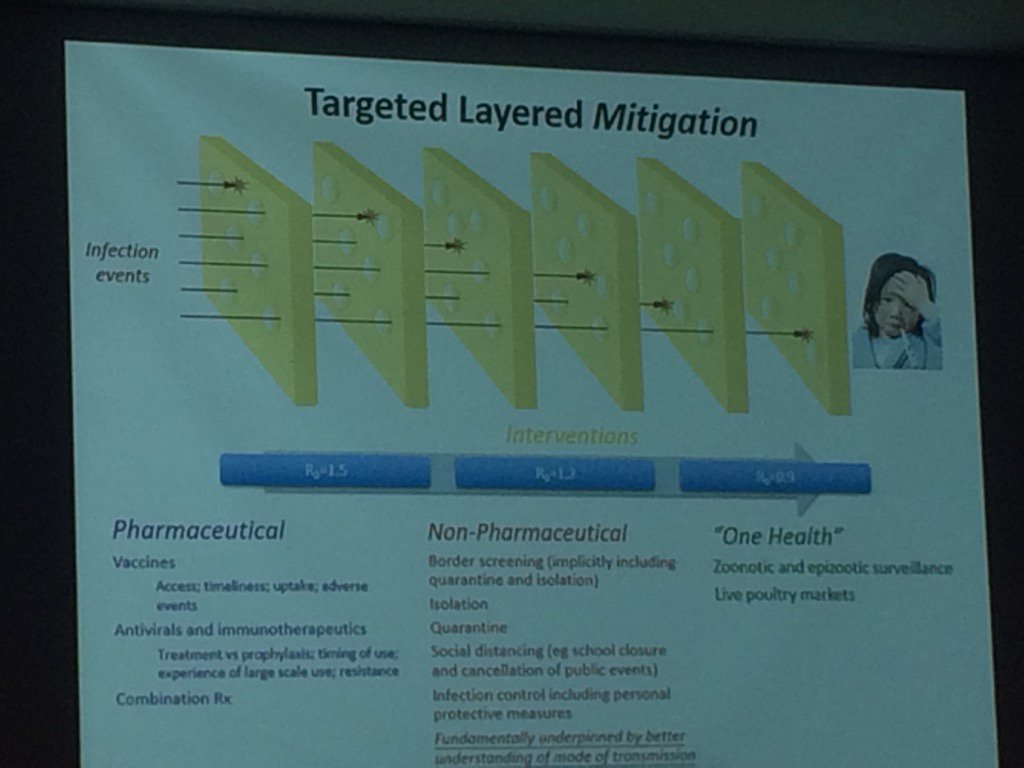 Targeted Layered Mitigation
Infection
events
Interventions
R₀=1.5
R₀=1.2
R₀=0.9
Pharmaceutical
Vaccines
Access; timeliness; uptake; adverse
events
Antivirals and immunotherapeutics
Treatment vs prophylaxis; timing of use;
experience of large scale use; resistance
Combination Rx
Non-Pharmaceutical
Border screening (implicitly including
quarantine and isolation)
Isolation
Quarantine
Social distancing (eg school closure
and cancellation of public events)
Infection control including personal
protective measures
Fundamentally underpinned by better
understanding of mode of transmission
"One Health"
Zoonotic and epizootic surveillance
Live poultry markets